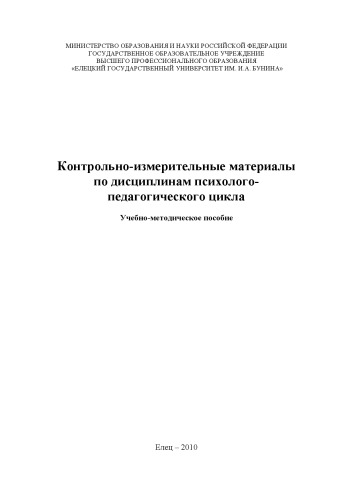 МИНИСТЕРСТВО ОБРАЗОВАНИЯ И НАУКИ РОССИЙСКОЙ ФЕДЕРАЦИИ
ГОСУДАРСТВЕННОЕ ОБРАЗОВАТЕЛЬНОЕ УЧРЕЖДЕНИЕ
ВЫСШЕГО ПРОФЕССИОНАЛЬНОГО ОБРАЗОВАНИЯ
«ЕЛЕЦКИЙ ГОСУДАРСТВЕННЫЙ УНИВЕРСИТЕТ ИМ. И.А. БУНИНА»
Контрольно-измерительные материалы
по дисциплинам психолого-
педагогического цикла
Учебно-методическое пособие
Елец – 2010